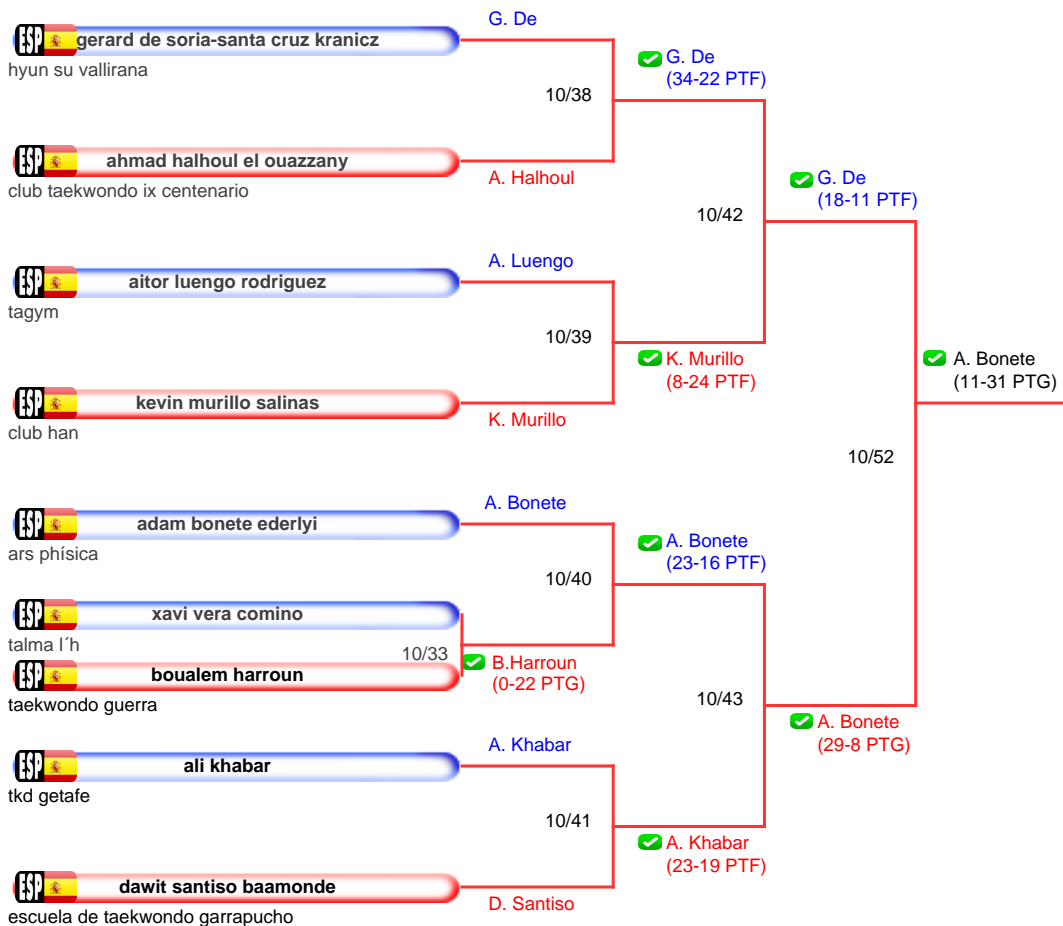 G. De
ESP gerard de soria-santa cruz kranicz
hyun su vallirana
G. De
(34-22 PTF)
10/38
ESP ahmad halhoul el ouazzany
club taekwondo ix centenario
A. Halhoul
G. De
(18-11 PTF)
10/42
A. Luengo
ESP aitor luengo rodriguez
tagym
10/39
K. Murillo
(8-24 PTF)
A. Bonete
(11-31 PTG)
ESP kevin murillo salinas
club han
K. Murillo
10/52
A. Bonete
ESP adam bonete ederlyi
ars phísica
A. Bonete
(23-16 PTF)
10/40
ESP xavi vera comino
talma l´h
10/33
B.Harroun
(0-22 PTG)
ESP boualem harroun
taekwondo guerra
10/43
A. Bonete
(29-8 PTG)
A. Khabar
ESP ali khabar
tkd getafe
10/41
A. Khabar
(23-19 PTF)
ESP dawit santiso baamonde
escuela de taekwondo garrapucho
D. Santiso